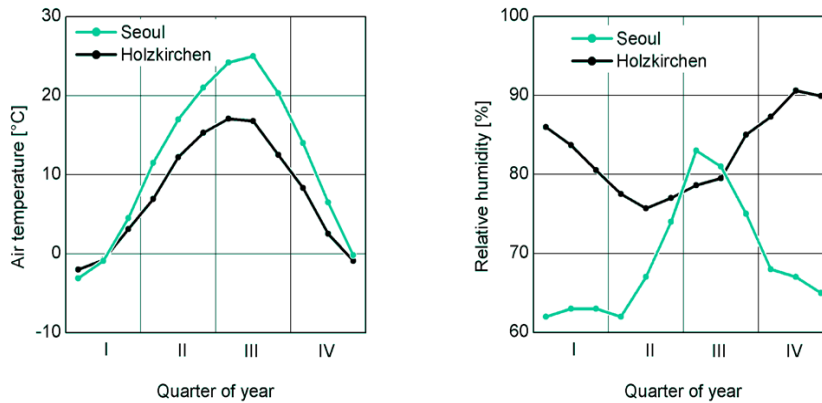 30
Seoul
Holzkirchen
20
10
0
-10
Air temperature [°C]
I II III IV
Quarter of year
100
Seoul
Holzkirchen
90
80
70
60
Relative humidity [%]
I II III IV
Quarter of year